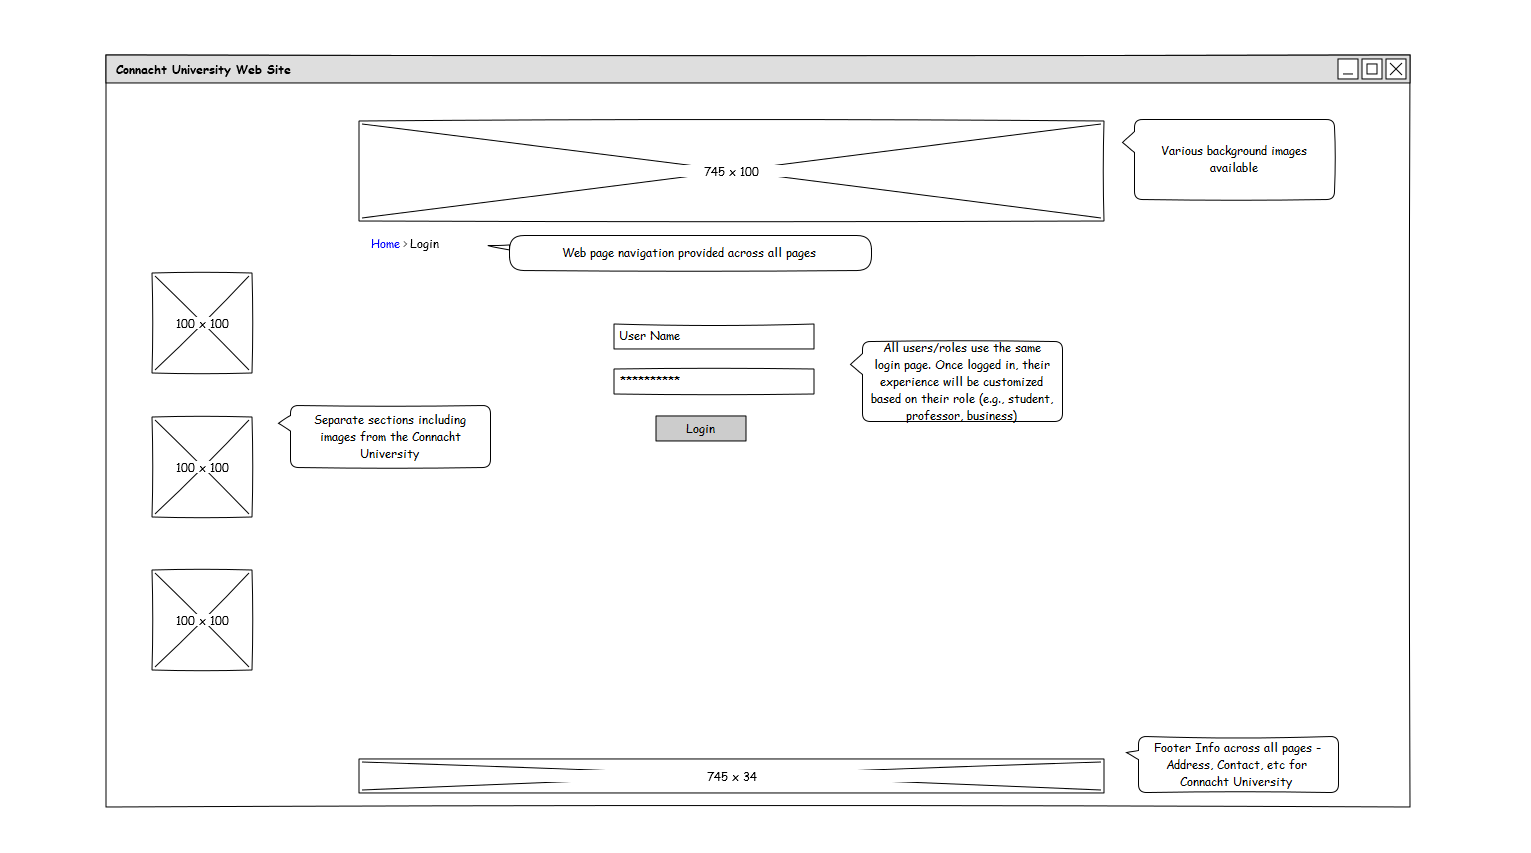 Connacht University Web Site
745 x 100
Various background images
available
Home > Login
Web page navigation provided across all pages
100 x 100
User Name
**********
Login
All users/roles use the same
login page. Once logged in, their
experience will be customized
based on their role (e.g., student,
professor, business)
Separate sections including
images from the Connacht
University
100 x 100
100 x 100
745 x 34
Footer Info across all pages -
Address, Contact, etc for
Connacht University